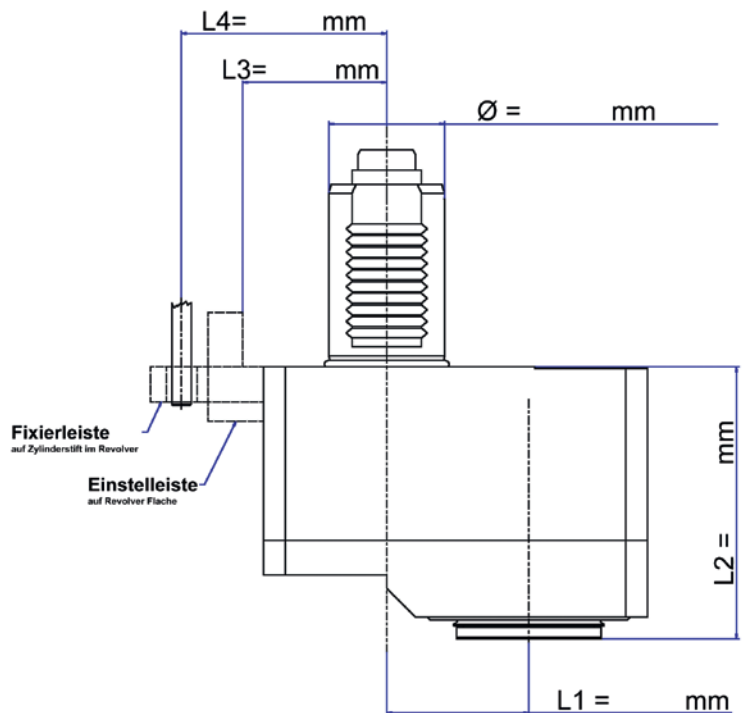 L4= mm
L3= mm
Ø = mm
Fixierleiste
auf Zylinderstift im Revolver
Einstelleiste
auf Revolver Flache
L2 = mm
L1 = mm